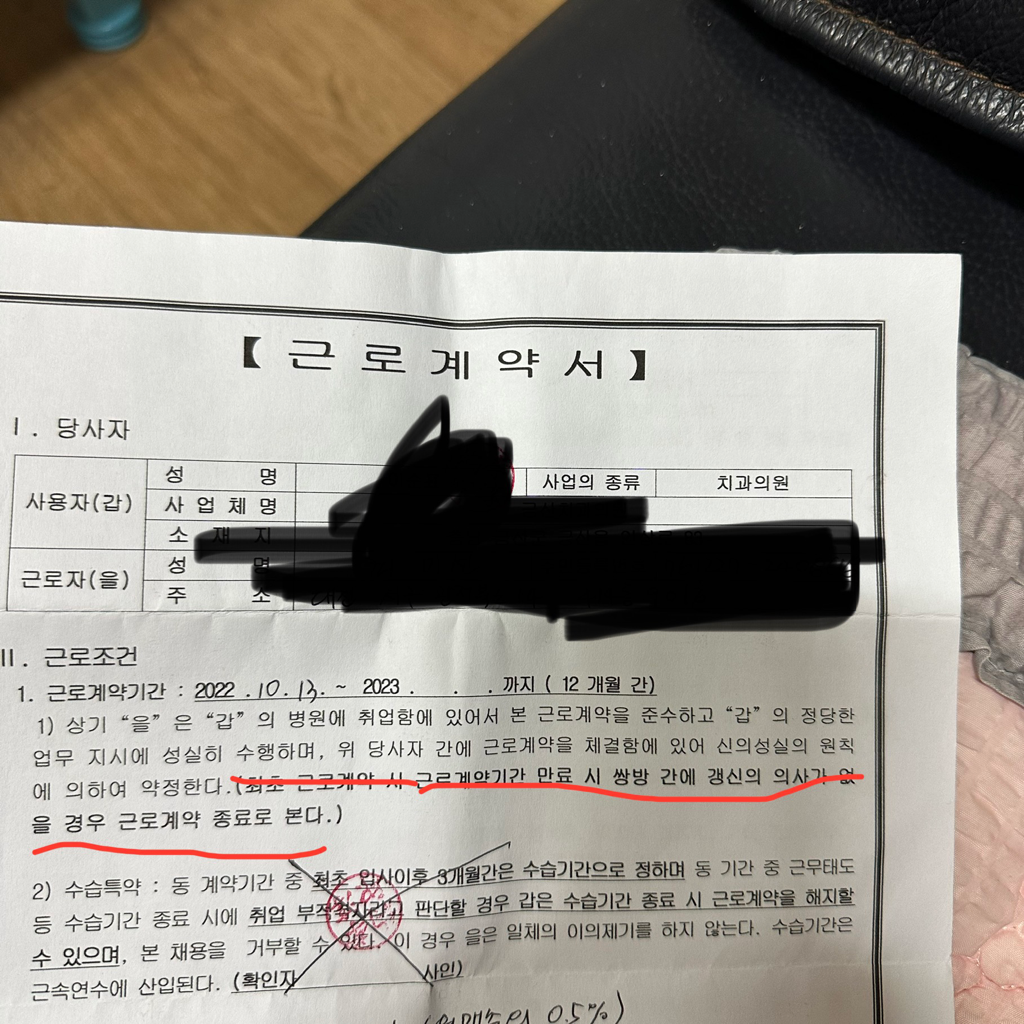 【 근 로 계 약 서 】
Ⅰ. 당사자
사용자(갑) 성 명 사업의 종류 치과의원
사 업 체 명
소 재 지
근로자(을) 성 명
주 소
Ⅱ. 근로조건
1. 근로계약기간 : 2022 .10.13. ~ 2023 . . . 까지 ( 12 개월 간)
1) 상기 “을” 은 “갑” 의 병원에 취업함에 있어서 본 근로계약을 준수하고 “갑” 의 정당한
업무 지시에 성실히 수행하며, 위 당사자 간에 근로계약을 체결함에 있어 신의성실의 원칙
에 의하여 약정한다.(최초 근로계약 시 근로계약기간 만료 시 쌍방 간에 갱신의 의사가 없
을 경우 근로계약 종료로 본다.)
2) 수습특약 : 동 계약기간 중 최초 입사이후 3개월간은 수습기간으로 정하며 동 기간 중 근무태도
등 수습기간 종료 시에 취업 부적격자라고 판단할 경우 갑은 수습기간 종료 시 근로계약을 해지할
수 있으며, 본 채용을 거부할 수 있다. 이 경우 을은 일체의 이의제기를 하지 않는다. 수습기간은
근속연수에 산입된다. (확인자 사인)
0.5%)